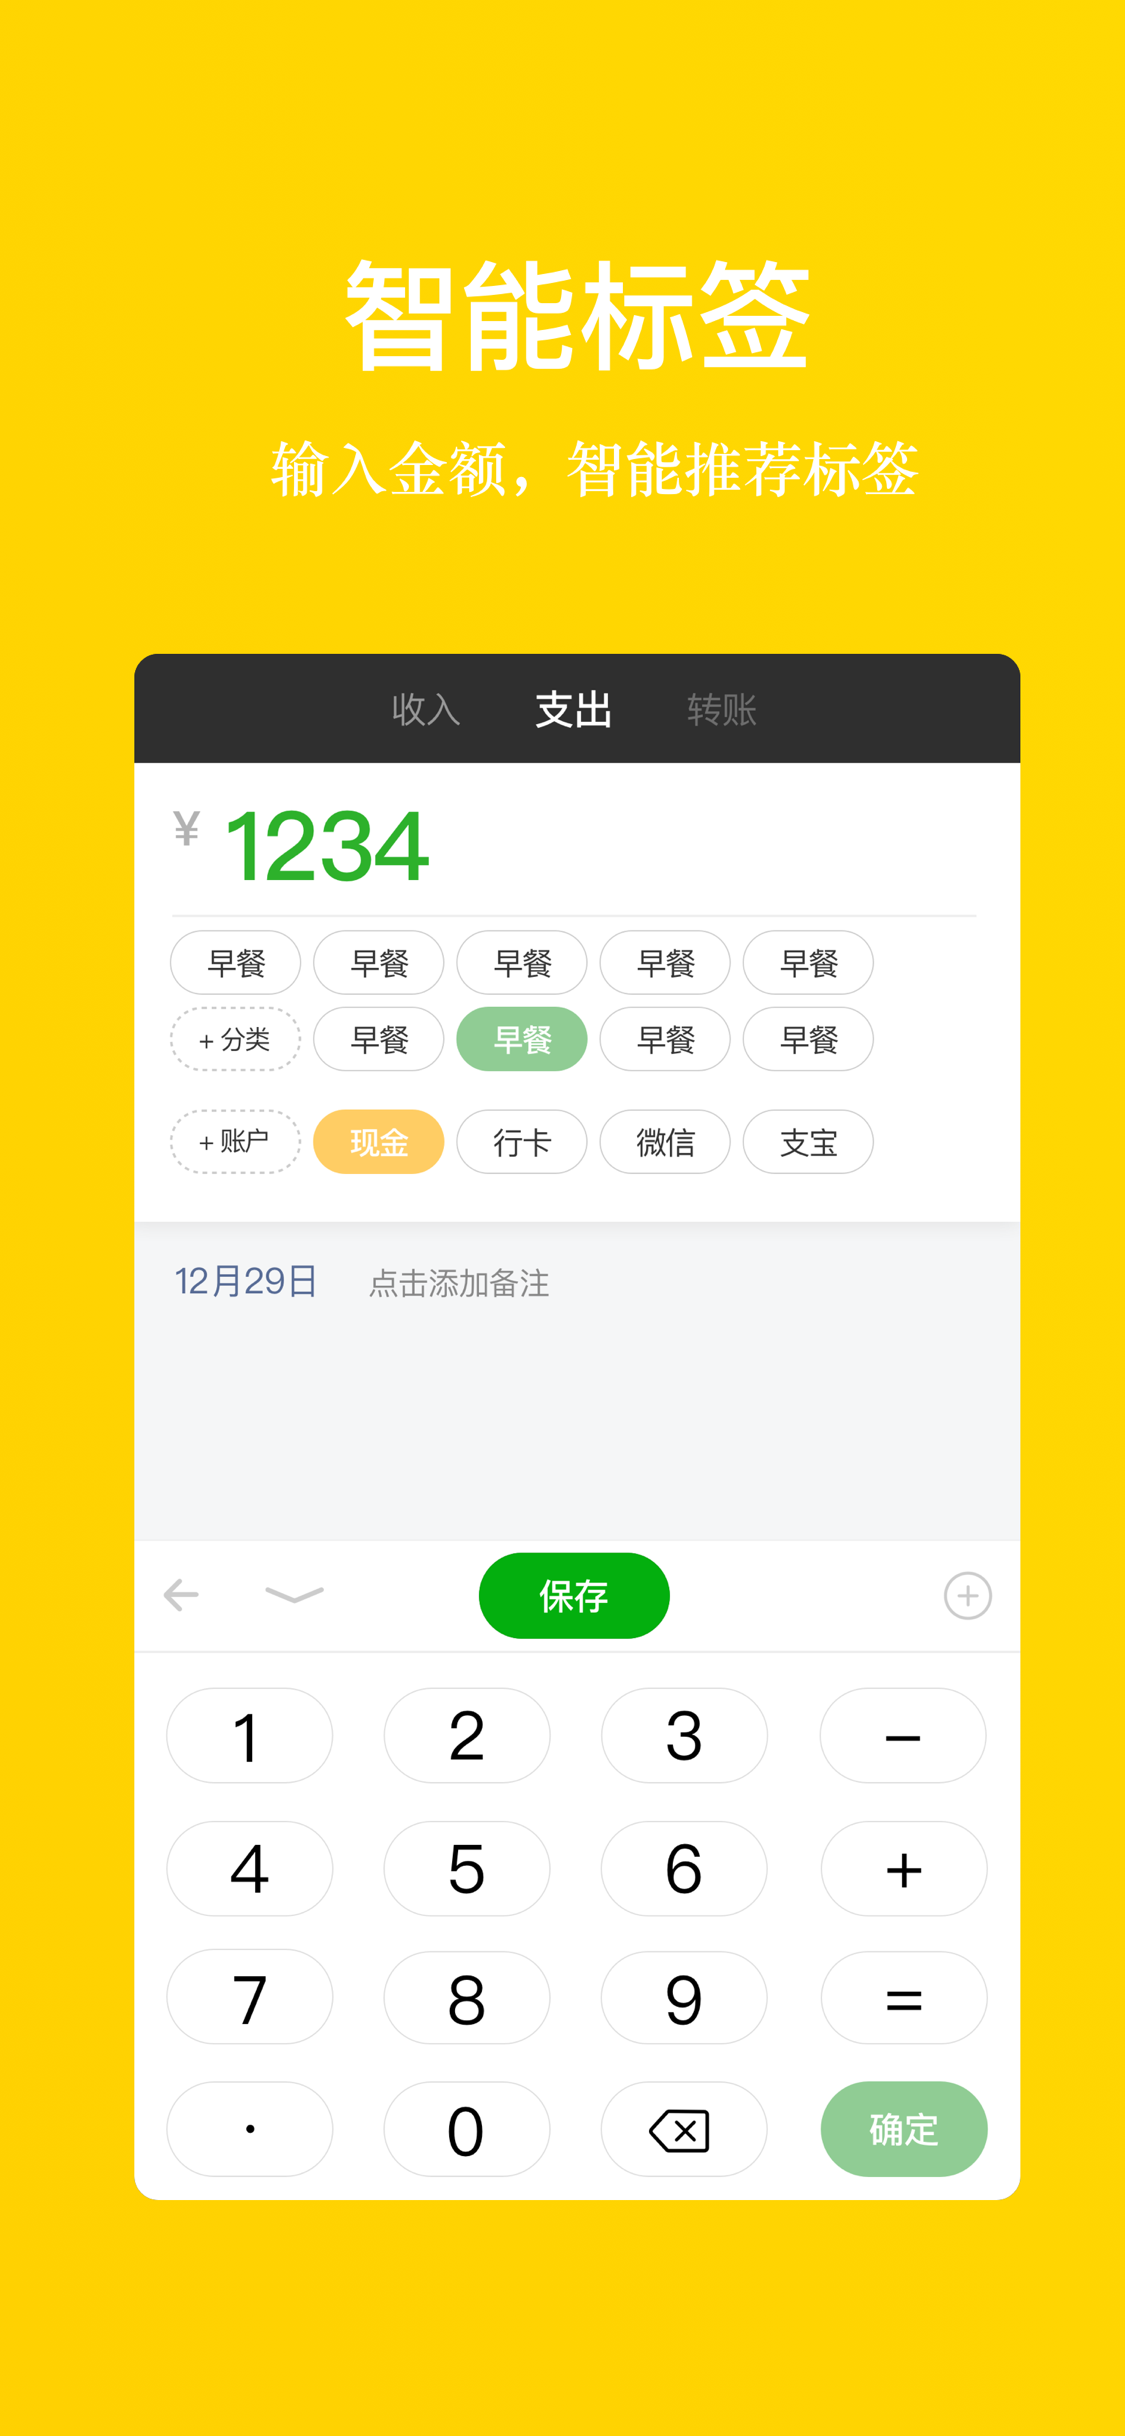 智能标签
输入金额，智能推荐标签
收入 支出 转账
¥ 1234
早餐 早餐 早餐 早餐 早餐
+ 分类 早餐 早餐 早餐 早餐
+ 账户 现金 行卡 微信 支宝
12月29日 点击添加备注
保存
1 2 3 −
4 5 6 +
7 8 9 =
· 0 确定